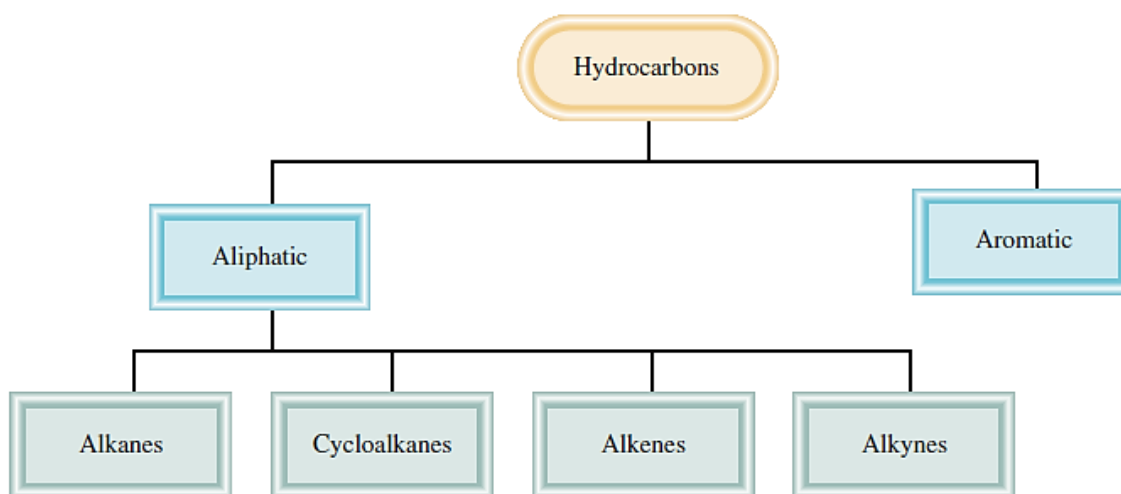 Hydrocarbons
Aliphatic
Aromatic
Alkanes
Cycloalkanes
Alkenes
Alkynes